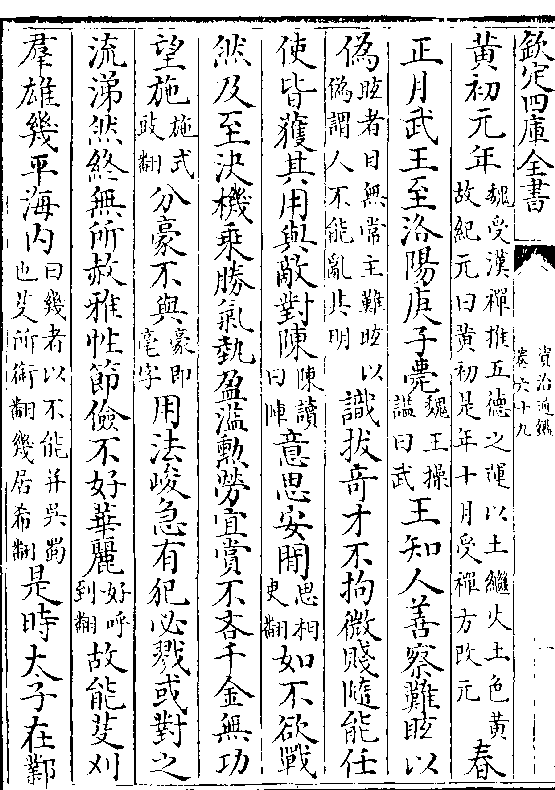 欽定四庫全書
資治通鑑
卷六十九
一
黃初元年魏受漢禪推五德之運以土繼火土色黃故紀元曰黃初是年十月受禪方改元春
正月武王至洛陽庚子薨魏王操諡曰武王知人善察難眩以
偽眩者目無常主難眩以偽謂人不能亂其明識拔奇才不拘微賤隨能任
使皆獲其用與敵對陳陳讀曰陣意思安閒思相吏翻如不欲戰
然及至決機乘勝氣埶盈溢勲勞宜賞不吝千金無功
望施施式豉翻分豪不與豪即毫字用法峻急有犯必戮或對之
流涕然終無所赦雅性節儉不好華麗好呼到翻故能芟刈
羣雄幾平海内曰幾者以不能并吳蜀也芟所銜翻幾居希翻是時太子在鄴